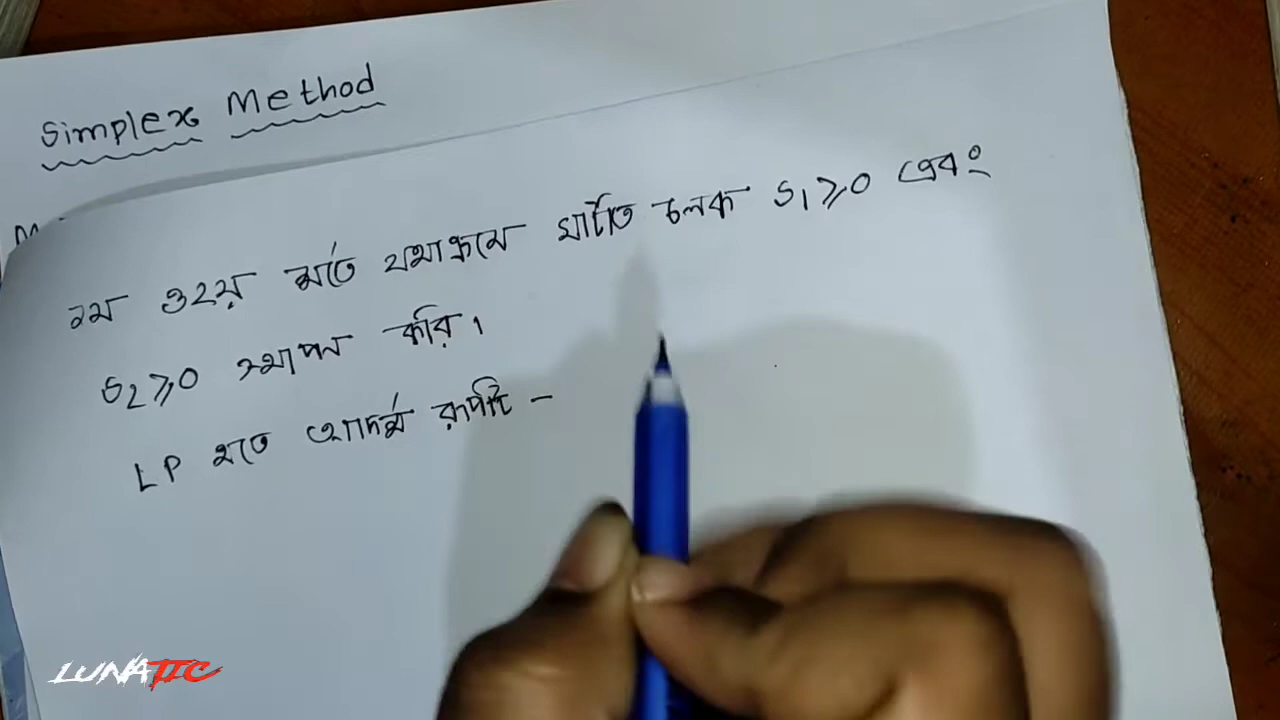 Simplex Method
১ম ও ২য় শর্তে যথাক্রমে ঘাটতি চলক S₁ ≥ 0 এবং
S₂ ≥ 0 স্থাপন করি।
LP হতে আদর্শ রূপটি -
LUNATIC